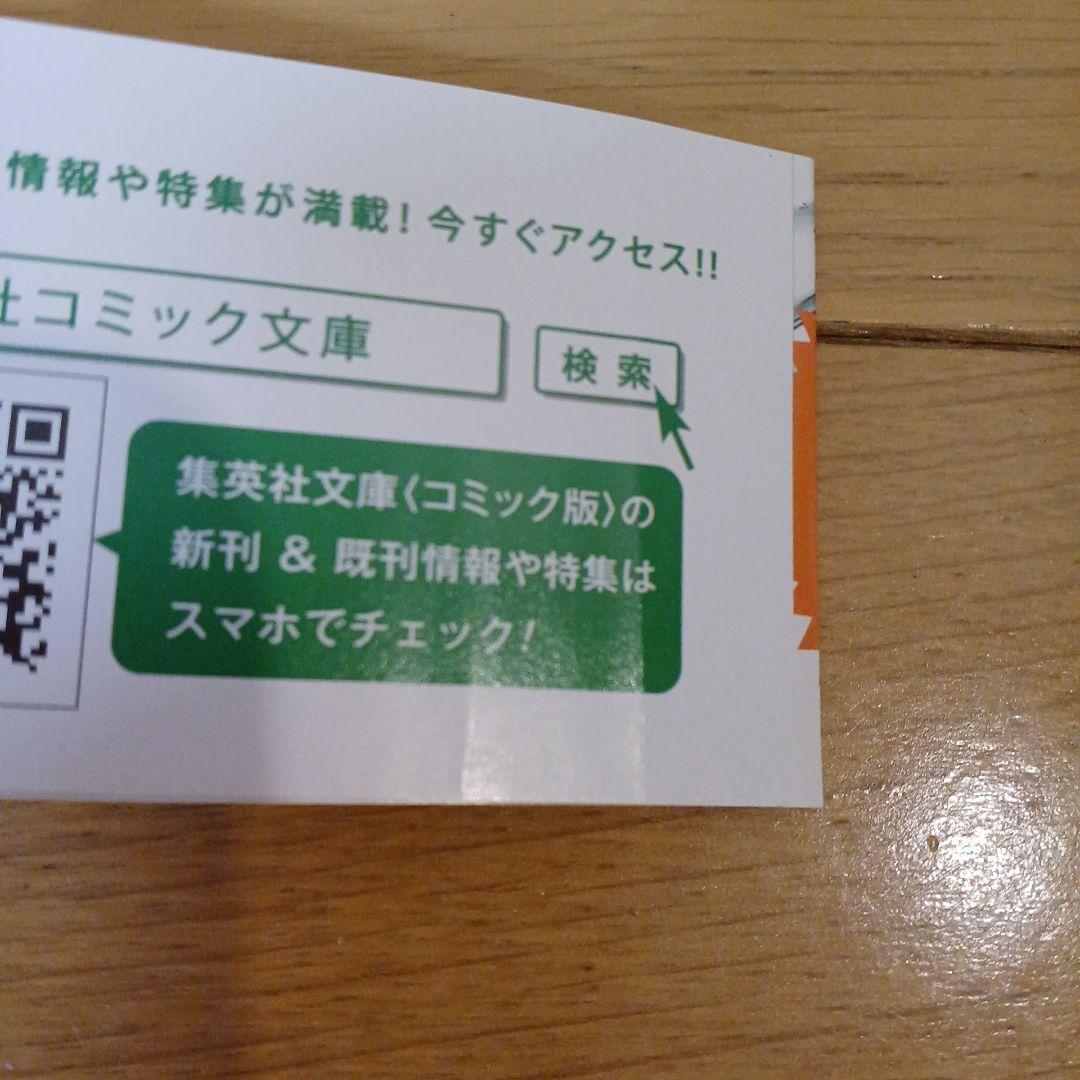 情報や特集が満載!今すぐアクセス!!
社コミック文庫
検索
集英社文庫〈コミック版〉の
新刊 & 既刊情報や特集は
スマホでチェック!